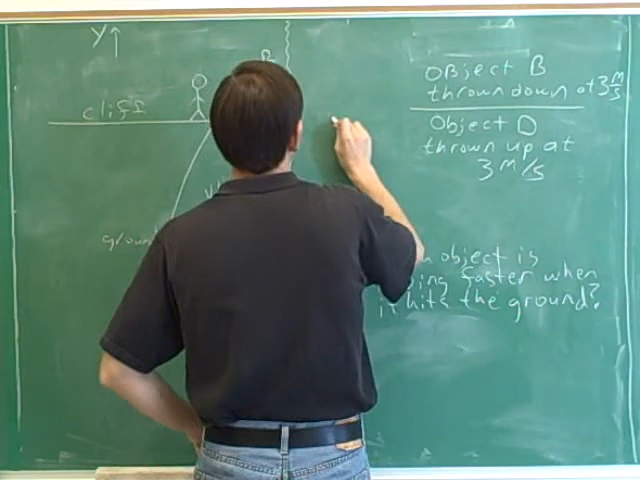 Y
B
cliff
ground
Object B
thrown down at 3 m/s
Object D
thrown up at
3 m/s
object is
faster when
it hits the ground?